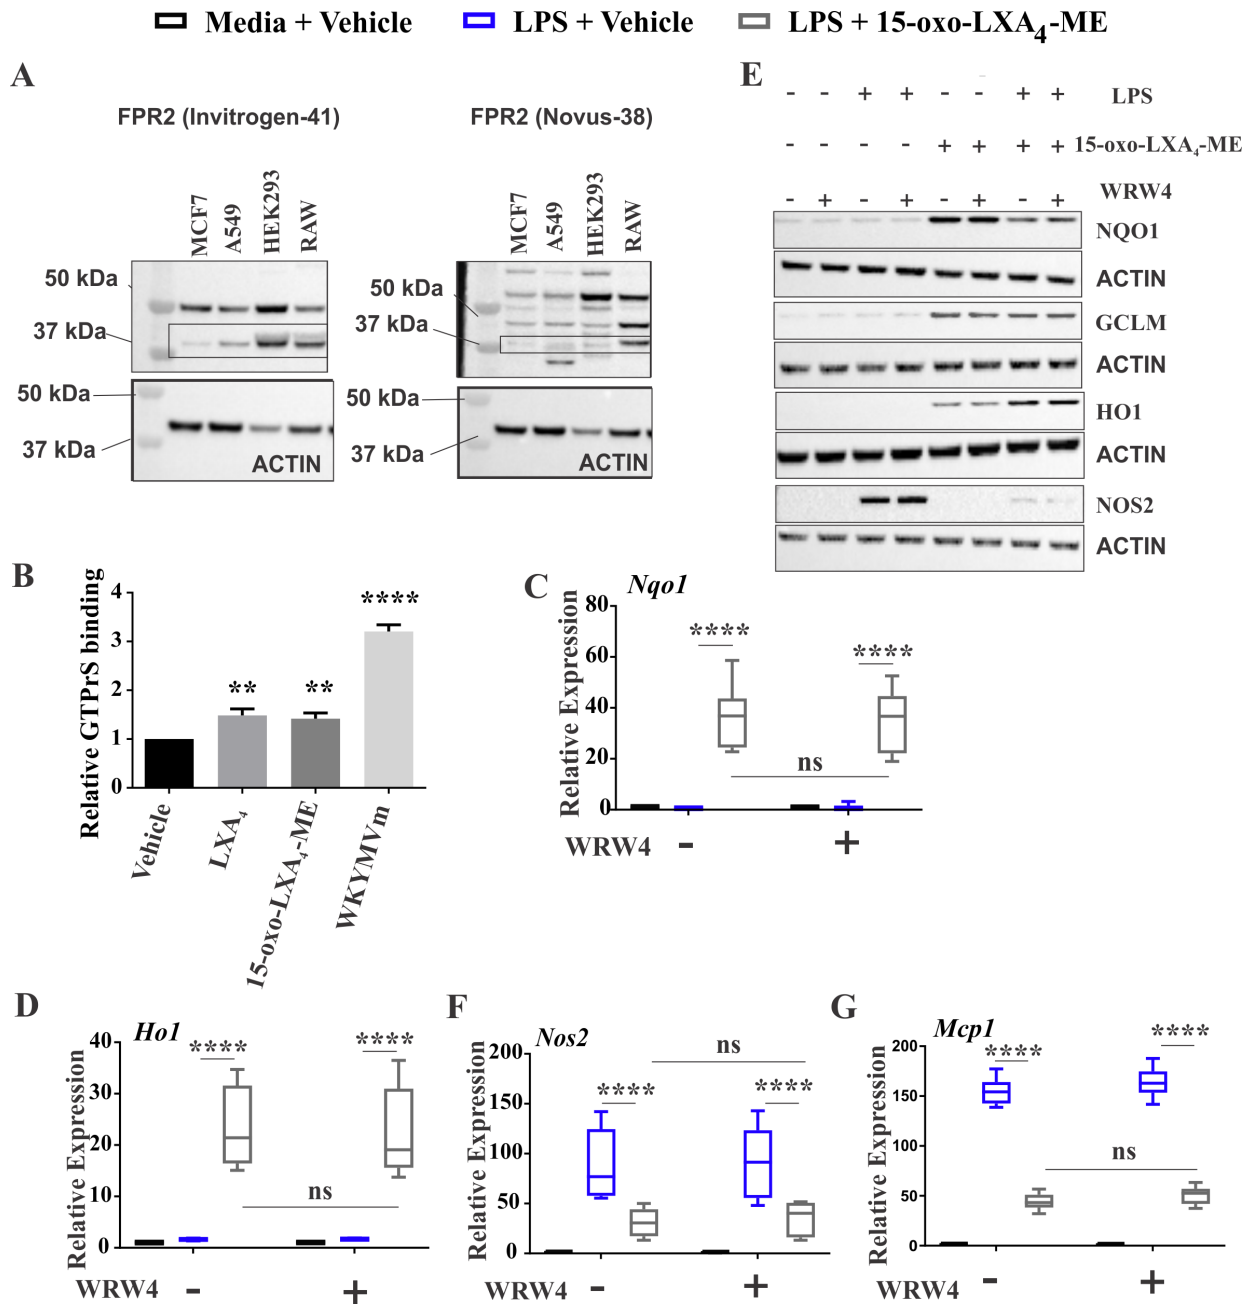 Media + Vehicle LPS + Vehicle LPS + 15-oxo-LXA4-ME
A
FPR2 (Invitrogen-41) FPR2 (Novus-38)
MCF7 A549 HEK293 RAW
MCF7 A549 HEK293 RAW
50 kDa
37 kDa
50 kDa
37 kDa
ACTIN
50 kDa
37 kDa
50 kDa
37 kDa
ACTIN
E
- - + + - - + + LPS
- - - - + + + + 15-oxo-LXA4-ME
- + - + - + - + WRW4
NQO1
ACTIN
GCLM
ACTIN
HO1
ACTIN
NOS2
ACTIN
B
Relative GTPrS binding
4
3
2
1
0
** ** ****
Vehicle
LXA4
15-oxo-LXA4-ME
WKYMVm
C
Nqo1
Relative Expression
80
60
40
20
0
**** ****
ns
WRW4 - +
D
Ho1
Relative Expression
40
30
20
10
0
**** ****
ns
WRW4 - +
F
Nos2
Relative Expression
200
150
100
50
0
ns
**** ****
WRW4 - +
G
Mcp1
Relative Expression
200
150
100
50
0
**** ****
ns
WRW4 - +